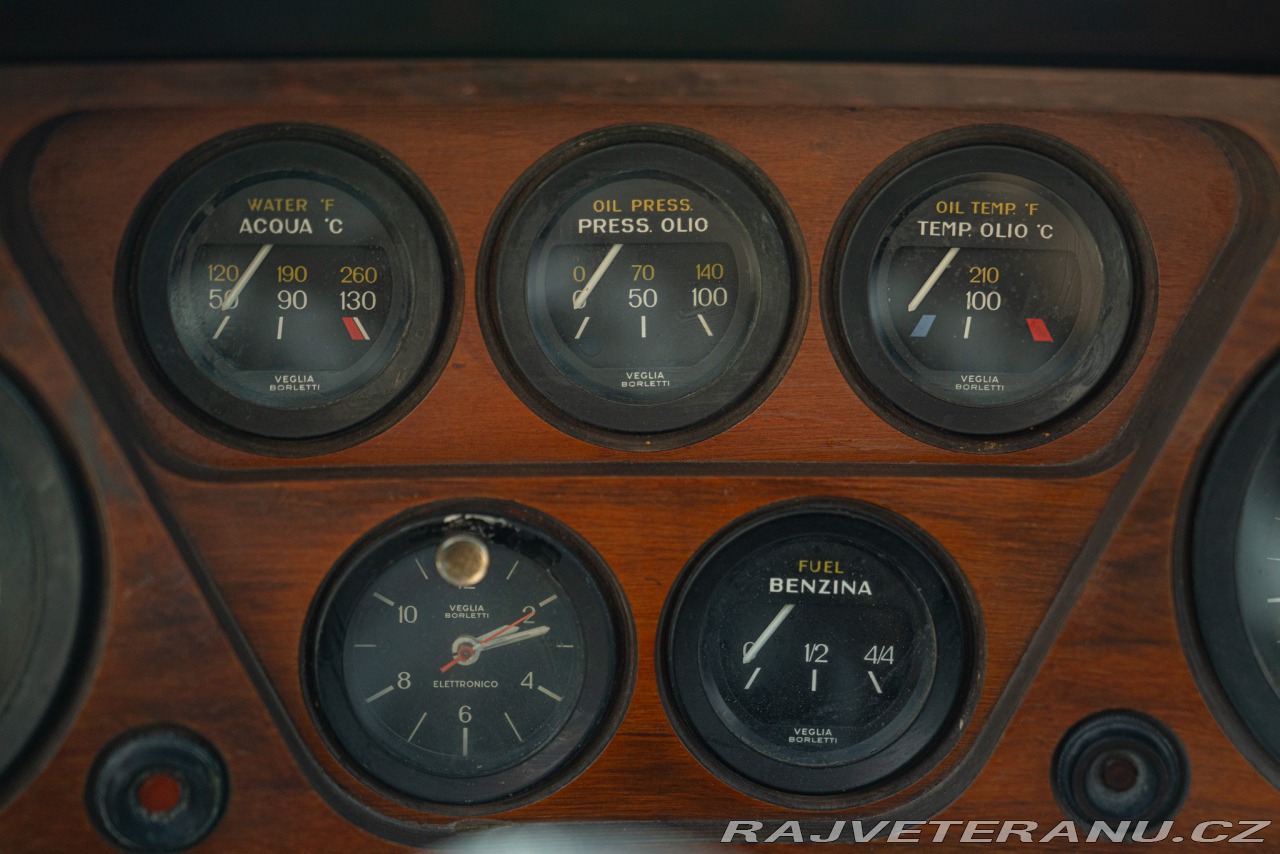 WATER °F
ACQUA °C
120 190 260
50 90 130
VEGLIA
BORLETTI
OIL PRESS.
PRESS. OLIO
0 70 140
0 50 100
VEGLIA
BORLETTI
OIL TEMP. °F
TEMP. OLIO °C
210
100
VEGLIA
BORLETTI
12
10 2
VEGLIA
BORLETTI
8 4
ELETTRONICO
6
FUEL
BENZINA
0 1/2 4/4
VEGLIA
BORLETTI
RAJVETERANU.CZ